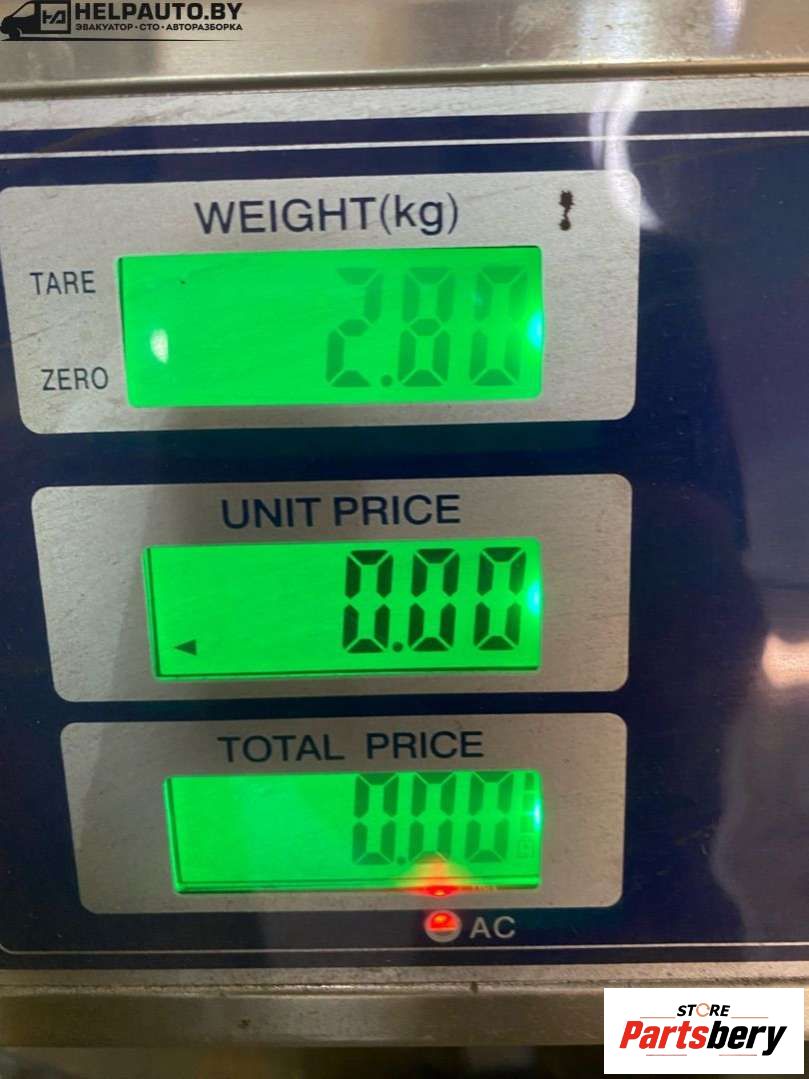 HELPAUTO.BY
ЭВАКУАТОР•СТО•АВТОРАЗБОРКА
WEIGHT(kg)
TARE
2.80
ZERO
UNIT PRICE
0.00
TOTAL PRICE
0.00
AC
STORE
Partsbery